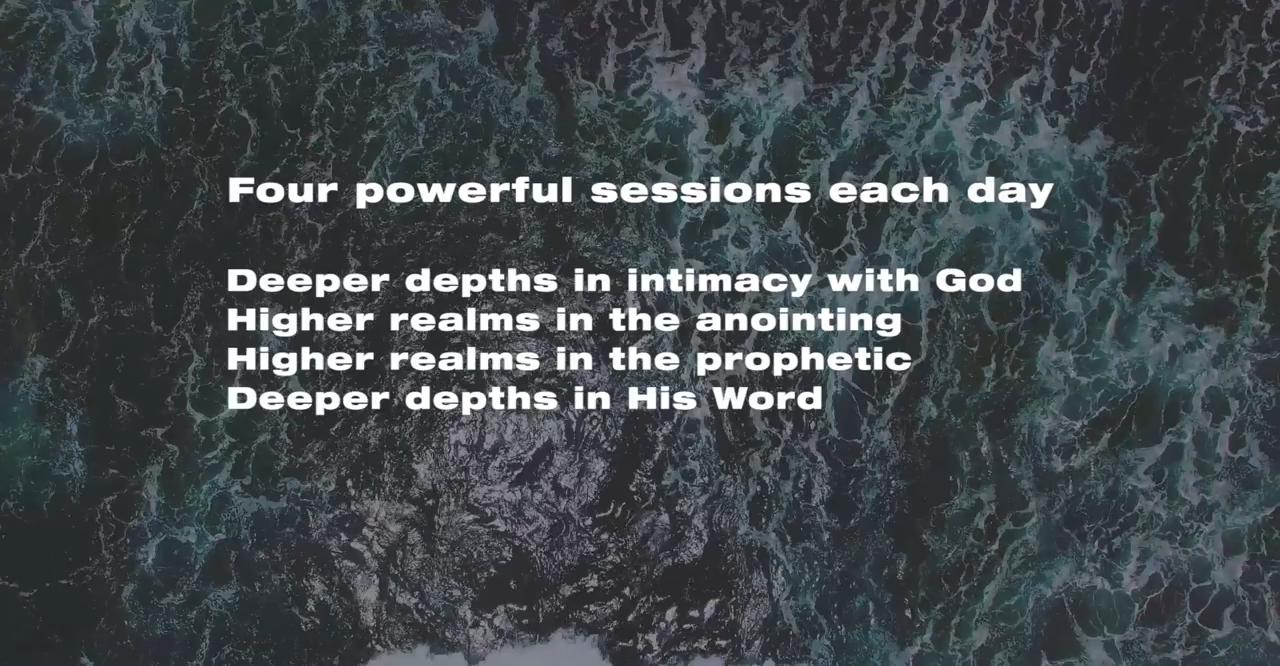 Four powerful sessions each day
Deeper depths in intimacy with God
Higher realms in the anointing
Higher realms in the prophetic
Deeper depths in His Word